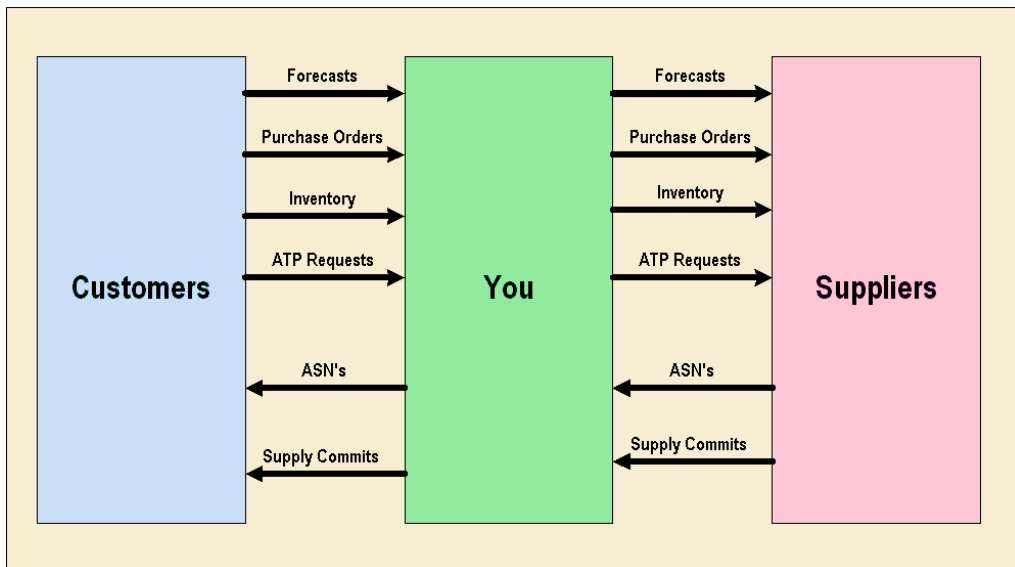 Forecasts
Forecasts
Purchase Orders
Purchase Orders
Inventory
Inventory
ATP Requests
ATP Requests
Customers
You
Suppliers
ASN's
ASN's
Supply Commits
Supply Commits